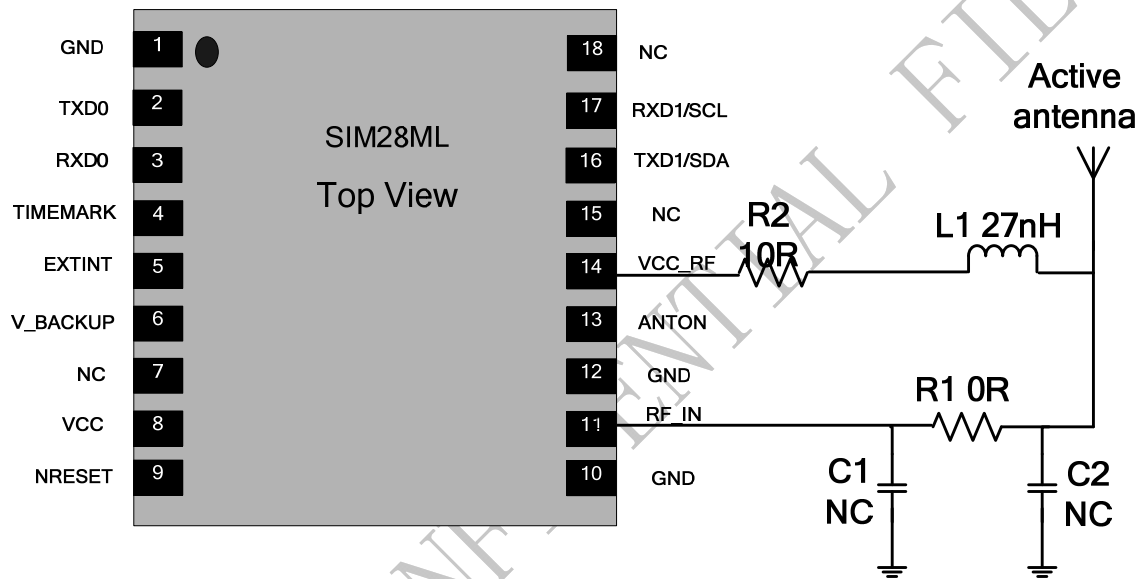 GND 1
TXD0 2
RXD0 3
TIMEMARK 4
EXTINT 5
V_BACKUP 6
NC 7
VCC 8
NRESET 9
SIM28ML
Top View
18 NC
17 RXD1/SCL
16 TXD1/SDA
15 NC
14 VCC_RF
13 ANTON
12 GND
11 RF_IN
10 GND
R2
10R
L1 27nH
Active
antenna
R1 0R
C1
NC
C2
NC